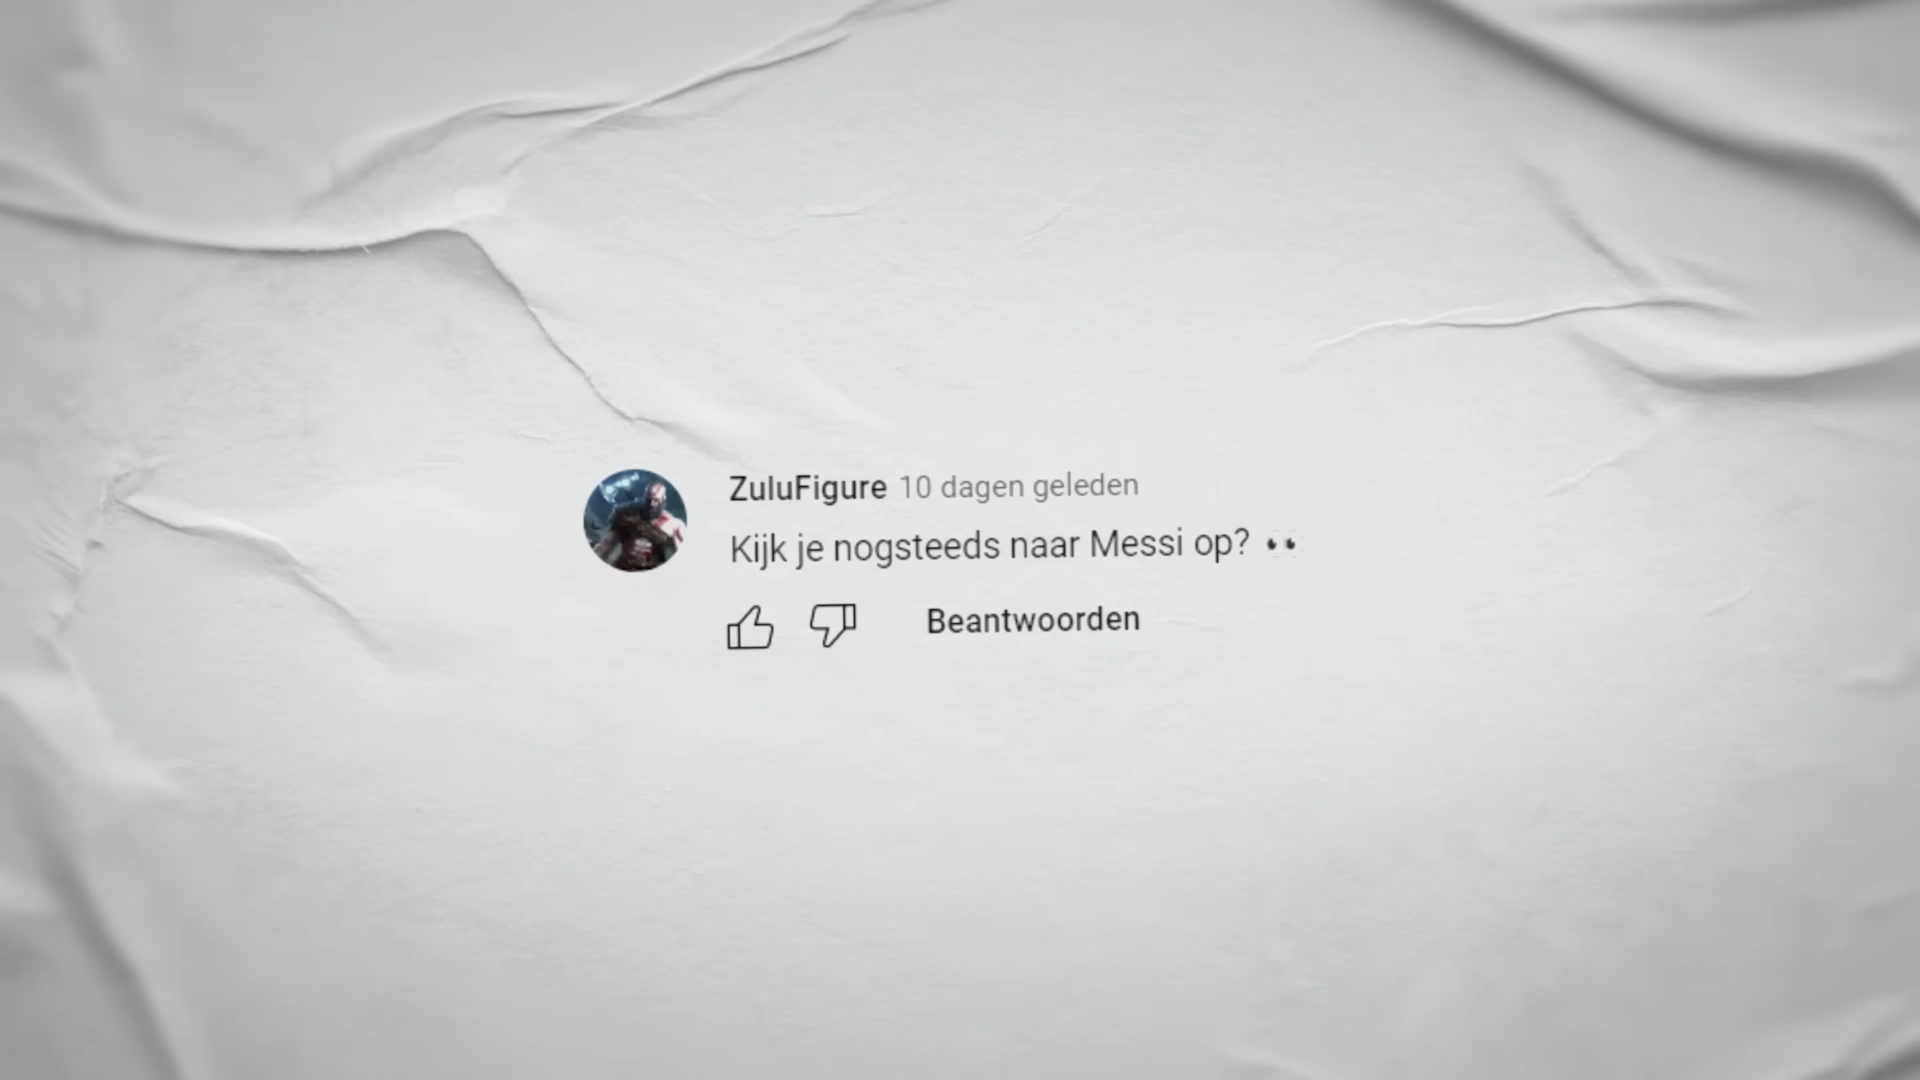 ZuluFigure 10 dagen geleden
Kijk je nogsteeds naar Messi op? 👀
Beantwoorden